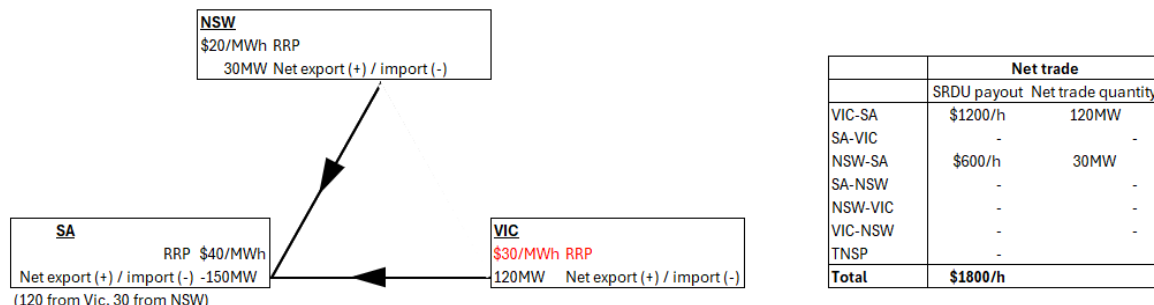 NSW
$20/MWh RRP
30MW Net export (+) / import (-)
SA
RRP $40/MWh
Net export (+) / import (-) -150MW
(120 from Vic, 30 from NSW)
VIC
$30/MWh RRP
120MW Net export (+) / import (-)
Net trade
SRDU payout Net trade quantity
VIC-SA $1200/h 120MW
SA-VIC - -
NSW-SA $600/h 30MW
SA-NSW - -
NSW-VIC - -
VIC-NSW - -
TNSP -
Total $1800/h